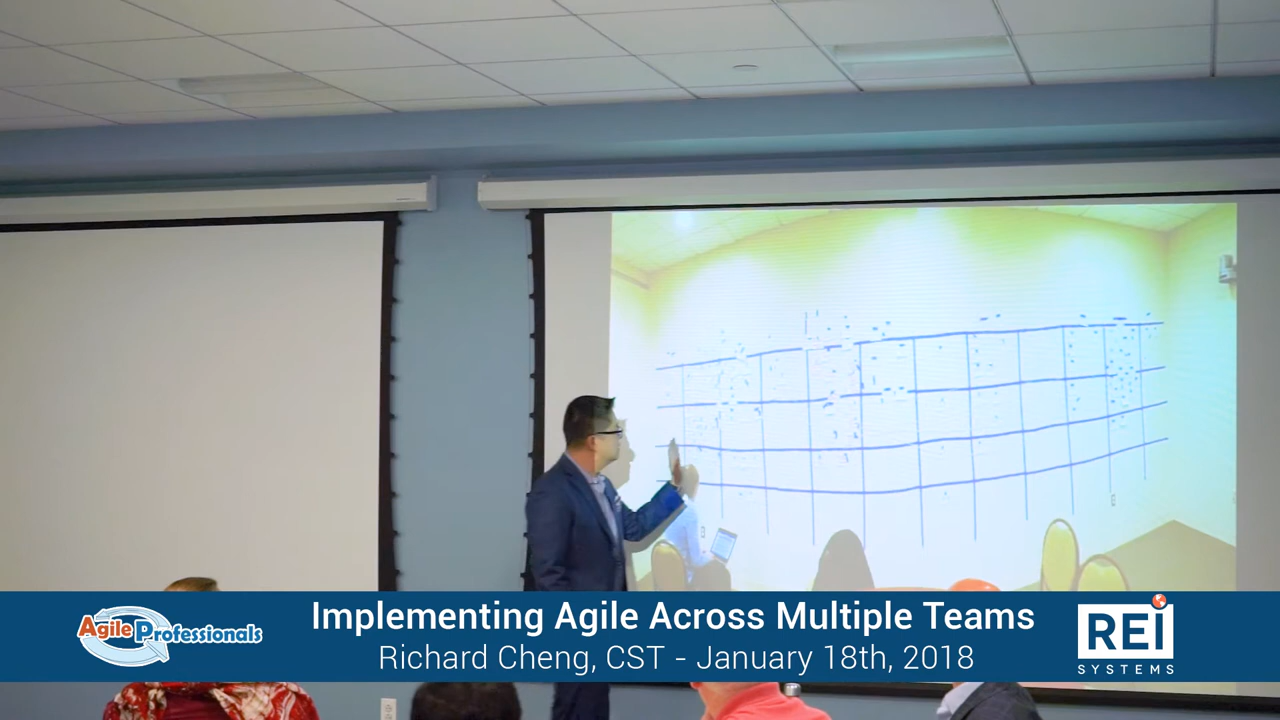 Implementing Agile Across Multiple Teams
Richard Cheng, CST - January 18th, 2018
Agile Professionals
REI
SYSTEMS